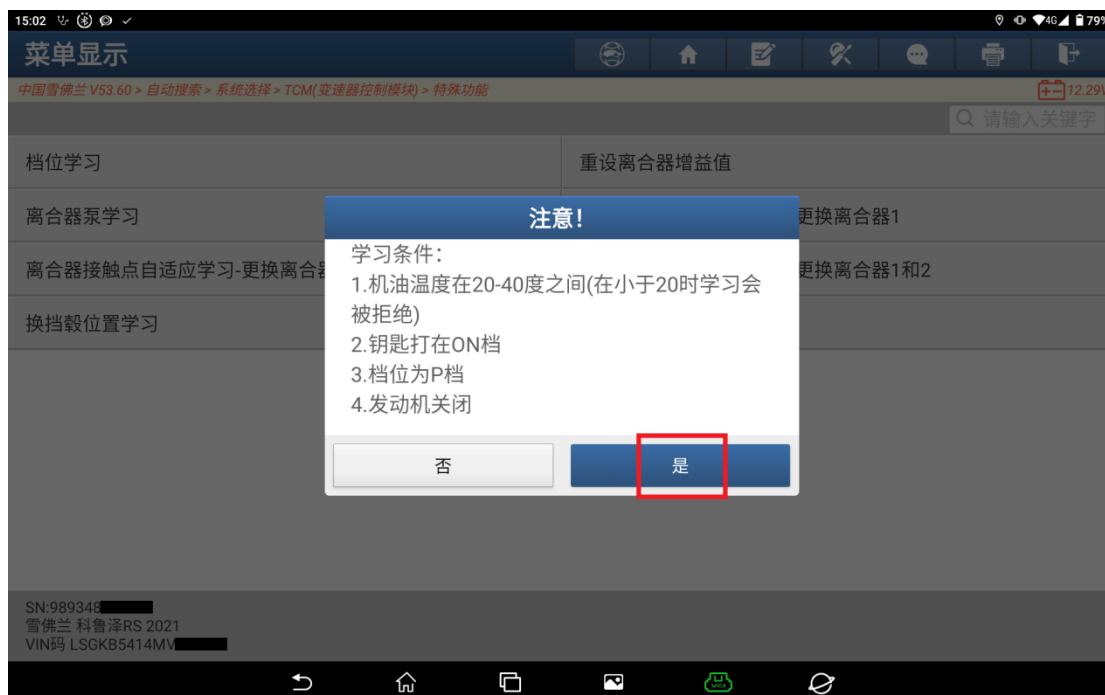 15:02
4G 79%
菜单显示
中国雪佛兰 V53.60 > 自动搜索 > 系统选择 > TCM(变速器控制模块) > 特殊功能
12.29V
请输入关键字
档位学习
重设离合器增益值
离合器泵学习
更换离合器1
离合器接触点自适应学习-更换离合器
更换离合器1和2
换挡毂位置学习
注意!
学习条件:
1.机油温度在20-40度之间(在小于20时学习会
被拒绝)
2.钥匙打在ON档
3.档位为P档
4.发动机关闭
否
是
SN:989348
雪佛兰 科鲁泽RS 2021
VIN码 LSGKB5414MV
VCI